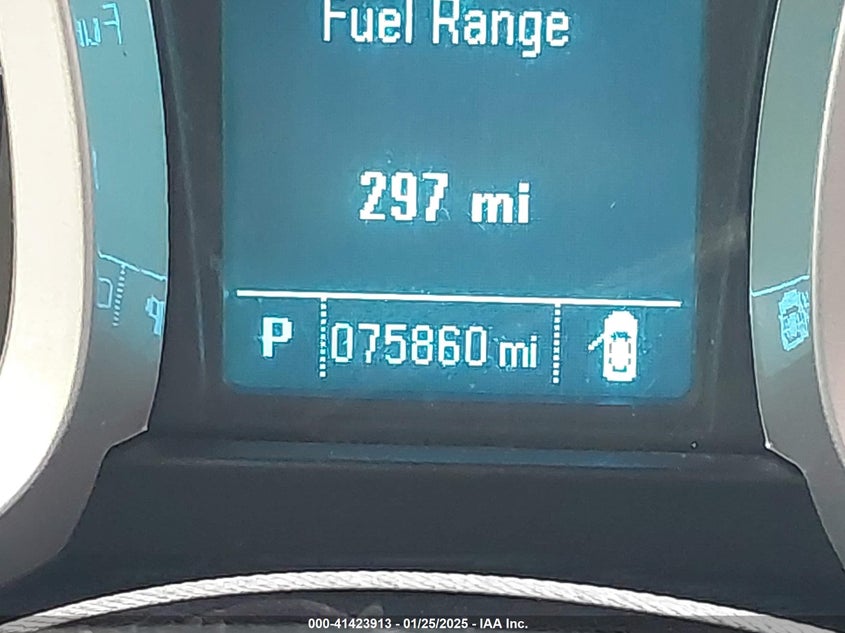 Fuel Range
297 mi
P 075860 mi
000-41423913 - 01/25/2025 - IAA Inc.